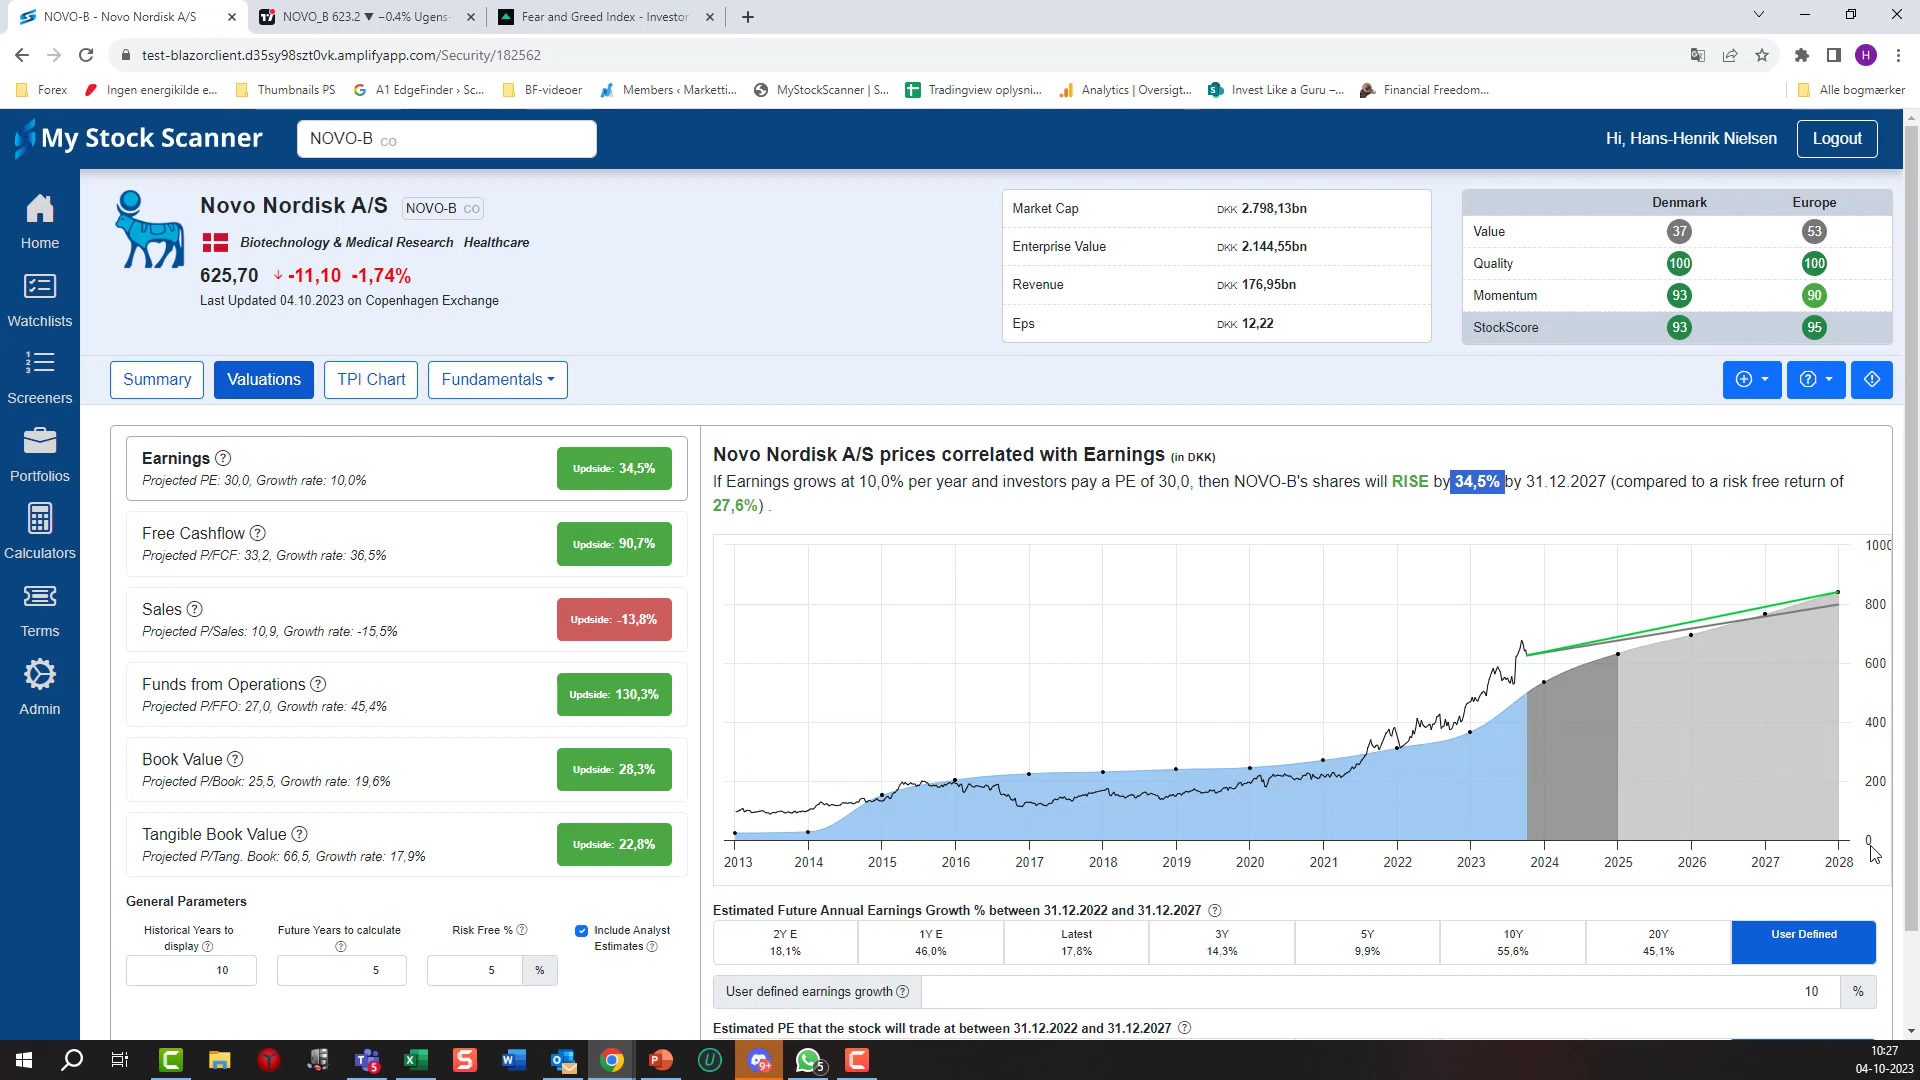 NOVO-B - Novo Nordisk A/S
NOVO_B 623.2 ▼ −0.4% Ugens
Fear and Greed Index - Investor
test-blazorclient.d35sy98szt0vk.amplifyapp.com/Security/182562
H
Forex
Ingen energikilde e...
Thumbnails PS
A1 EdgeFinder › Sc...
BF-videoer
Members ‹ Marketti...
MyStockScanner | S...
Tradingview oplysni...
Analytics | Oversigt...
Invest Like a Guru –...
Financial Freedom...
Alle bogmærker
My Stock Scanner
NOVO-B CO
Hi, Hans-Henrik Nielsen
Logout
Home
Watchlists
Screeners
Portfolios
Calculators
Terms
Admin
Novo Nordisk A/S NOVO-B CO
Biotechnology & Medical Research Healthcare
625,70 ↓ -11,10 -1,74%
Last Updated 04.10.2023 on Copenhagen Exchange
Market Cap DKK 2.798,13bn
Enterprise Value DKK 2.144,55bn
Revenue DKK 176,95bn
Eps DKK 12,22
Denmark Europe
Value 37 53
Quality 100 100
Momentum 93 90
StockScore 93 95
Summary
Valuations
TPI Chart
Fundamentals
Earnings ?
Projected PE: 30,0, Growth rate: 10,0%
Updside: 34,5%
Free Cashflow ?
Projected P/FCF: 33,2, Growth rate: 36,5%
Updside: 90,7%
Sales ?
Projected P/Sales: 10,9, Growth rate: -15,5%
Updside: -13,8%
Funds from Operations ?
Projected P/FFO: 27,0, Growth rate: 45,4%
Updside: 130,3%
Book Value ?
Projected P/Book: 25,5, Growth rate: 19,6%
Updside: 28,3%
Tangible Book Value ?
Projected P/Tang. Book: 66,5, Growth rate: 17,9%
Updside: 22,8%
General Parameters
Historical Years to
display ?
10
Future Years to calculate
?
5
Risk Free % ?
5 %
Include Analyst
Estimates ?
Novo Nordisk A/S prices correlated with Earnings (in DKK)
If Earnings grows at 10,0% per year and investors pay a PE of 30,0, then NOVO-B's shares will RISE by 34,5% by 31.12.2027 (compared to a risk free return of
27,6%) .
1000
800
600
400
200
0
2013 2014 2015 2016 2017 2018 2019 2020 2021 2022 2023 2024 2025 2026 2027 2028
Estimated Future Annual Earnings Growth % between 31.12.2022 and 31.12.2027 ?
2Y E 1Y E Latest 3Y 5Y 10Y 20Y User Defined
18,1% 46,0% 17,8% 14,3% 9,9% 55,6% 45,1%
User defined earnings growth ? 10 %
Estimated PE that the stock will trade at between 31.12.2022 and 31.12.2027 ?
5
9+
5
10:27
04-10-2023